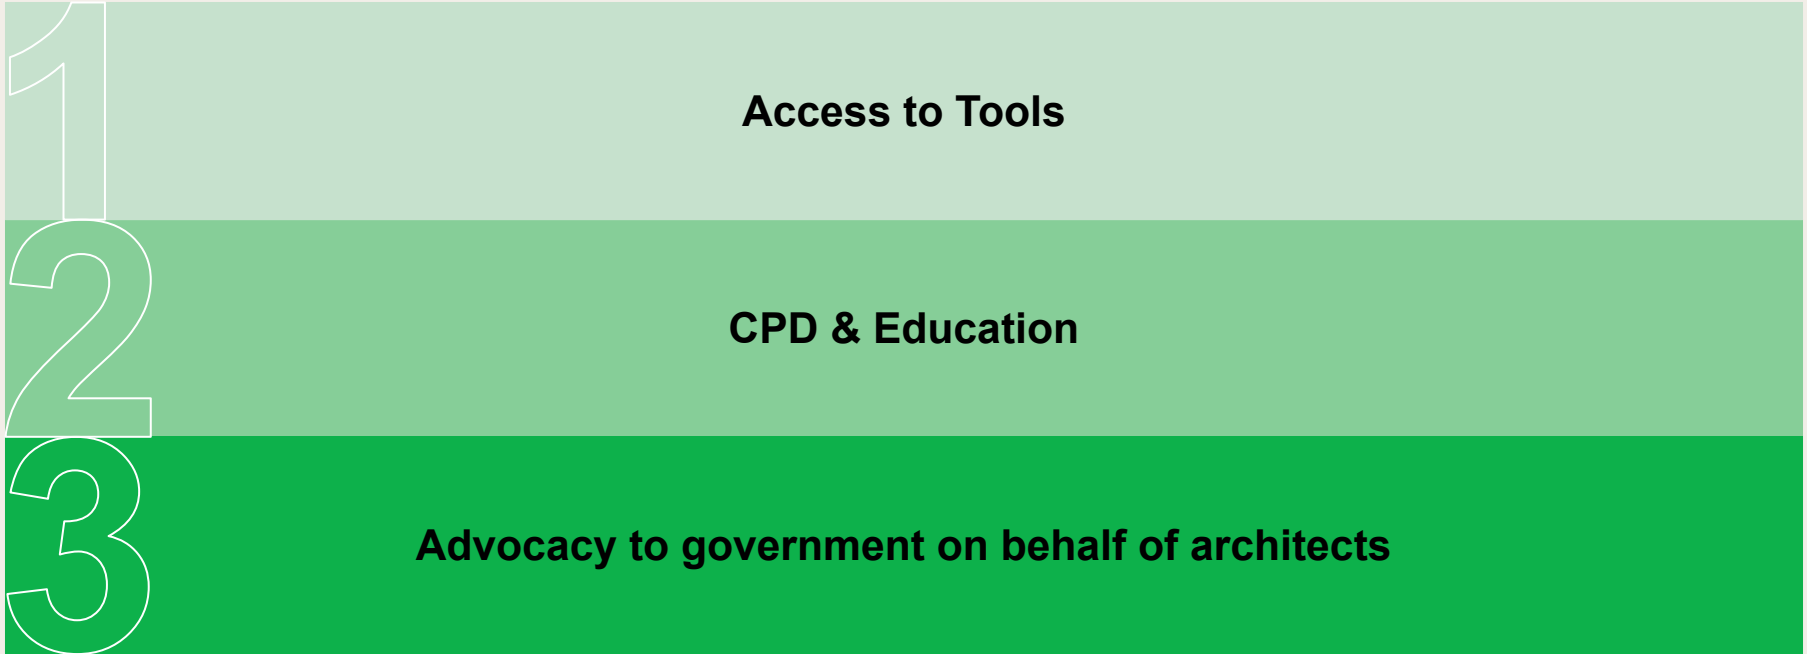 1
Access to Tools
2
CPD & Education
3
Advocacy to government on behalf of architects